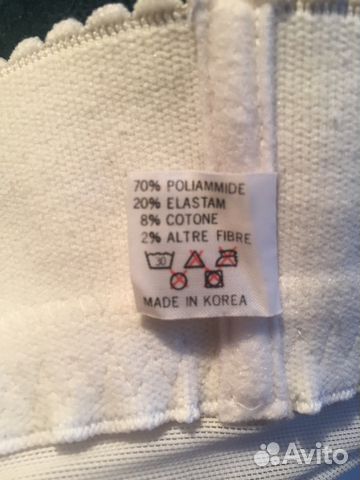 70% POLIAMMIDE
20% ELASTAM
8% COTONE
2% ALTRE FIBRE
30
MADE IN KOREA
Avito